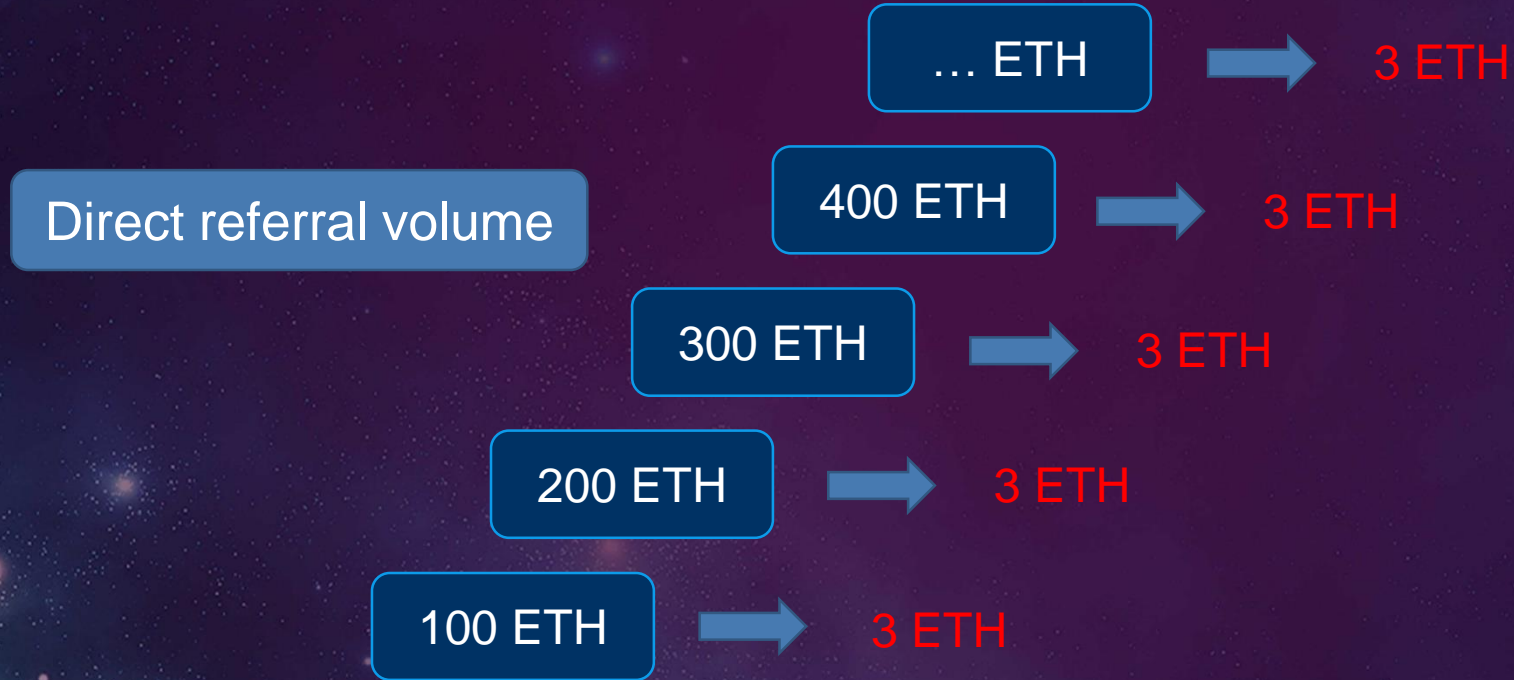 … ETH
3 ETH
Direct referral volume
400 ETH
3 ETH
300 ETH
3 ETH
200 ETH
3 ETH
100 ETH
3 ETH